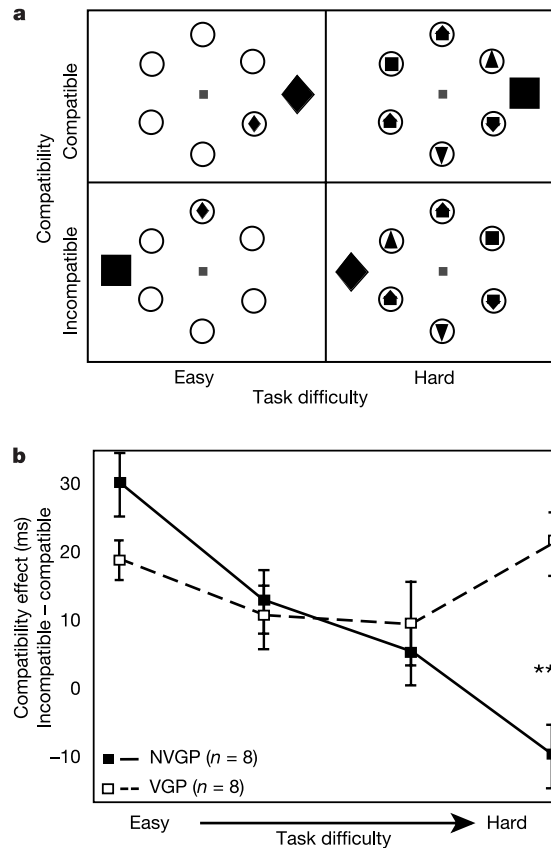 a
Compatibility
Compatible
Incompatible
Easy
Hard
Task difficulty
b
Compatibility effect (ms)
Incompatible – compatible
30
20
10
0
–10
**
NVGP (n = 8)
VGP (n = 8)
Easy
Task difficulty
Hard